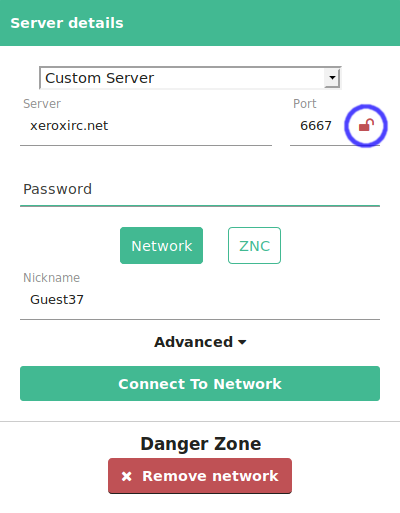 Server details
Custom Server
Server
Port
xeroxirc.net
6667
Password
Network
ZNC
Nickname
Guest37
Advanced
Connect To Network
Danger Zone
Remove network